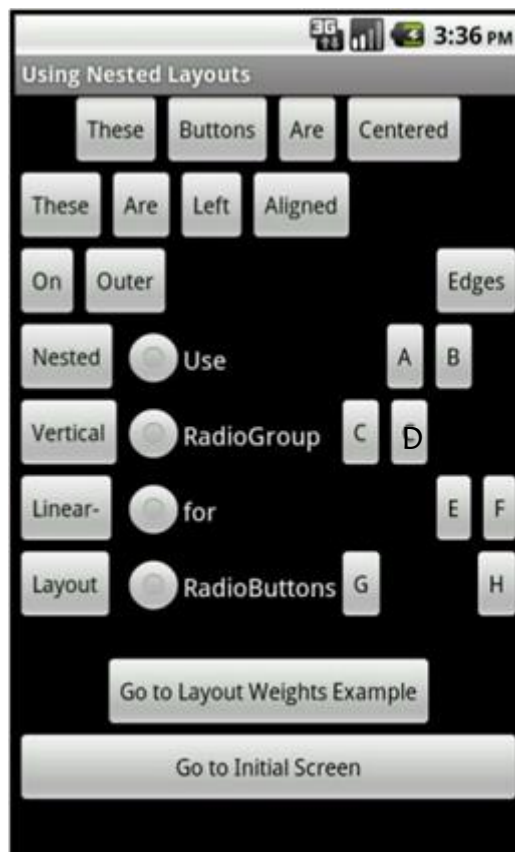 3G 3:36 PM
Using Nested Layouts
These Buttons Are Centered
These Are Left Aligned
On Outer Edges
Nested Use A B
Vertical RadioGroup C D
Linear- for E F
Layout RadioButtons G H
Go to Layout Weights Example
Go to Initial Screen